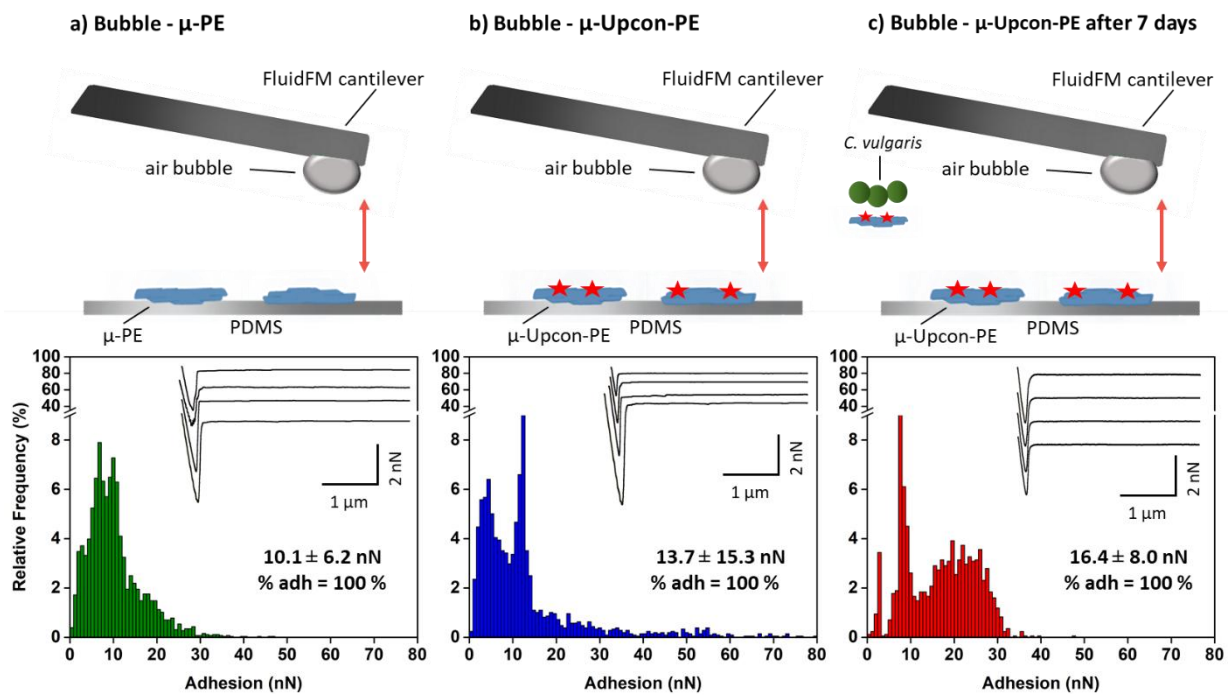 a) Bubble - µ-PE
FluidFM cantilever
air bubble
µ-PE
PDMS
100
80
60
40
8
6
4
2
0
Relative Frequency (%)
1 µm
2 nN
10.1 ± 6.2 nN
% adh = 100 %
0 10 20 30 40 50 60 70 80
Adhesion (nN)
b) Bubble - µ-Upcon-PE
FluidFM cantilever
air bubble
µ-Upcon-PE
PDMS
100
80
60
40
8
6
4
2
0
1 µm
2 nN
13.7 ± 15.3 nN
% adh = 100 %
0 10 20 30 40 50 60 70 80
Adhesion (nN)
c) Bubble - µ-Upcon-PE after 7 days
FluidFM cantilever
C. vulgaris
air bubble
µ-Upcon-PE
PDMS
100
80
60
40
8
6
4
2
0
1 µm
2 nN
16.4 ± 8.0 nN
% adh = 100 %
0 10 20 30 40 50 60 70 80
Adhesion (nN)